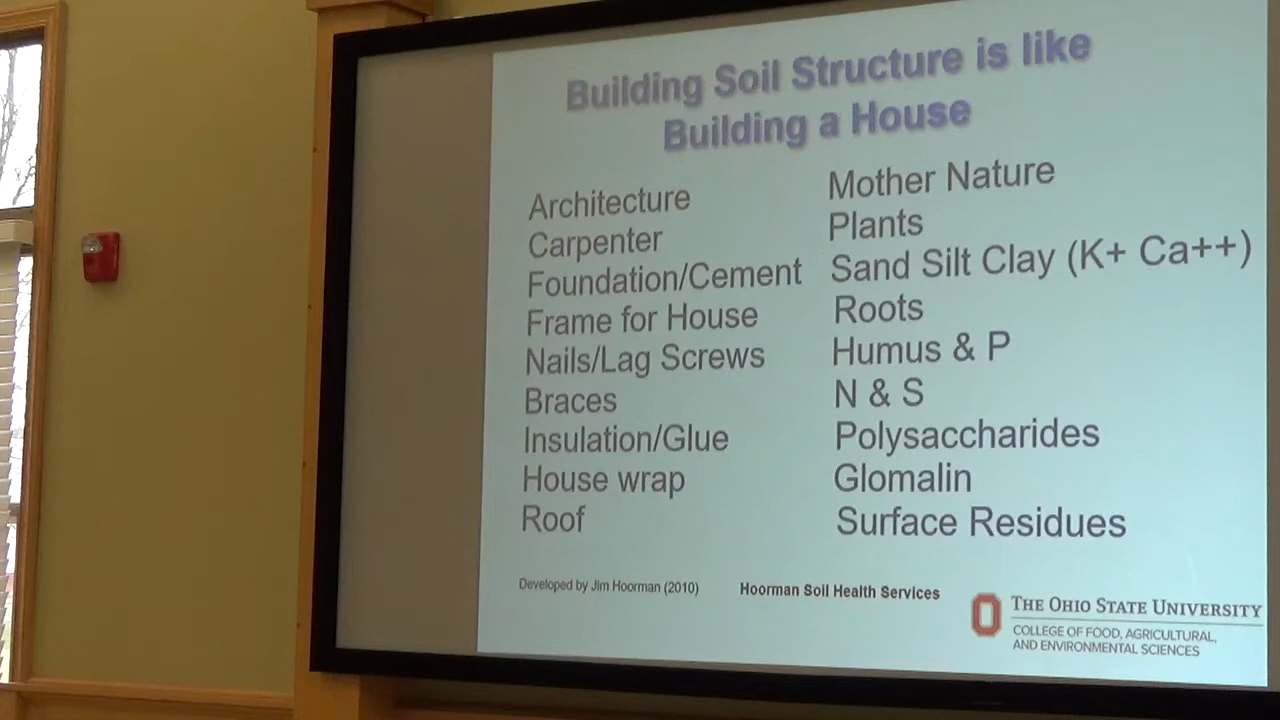 Building Soil Structure is like
Building a House
Architecture Mother Nature
Carpenter Plants
Foundation/Cement Sand Silt Clay (K+ Ca++)
Frame for House Roots
Nails/Lag Screws Humus & P
Braces N & S
Insulation/Glue Polysaccharides
House wrap Glomalin
Roof Surface Residues
Developed by Jim Hoorman (2010) Hoorman Soil Health Services
THE OHIO STATE UNIVERSITY
COLLEGE OF FOOD, AGRICULTURAL,
AND ENVIRONMENTAL SCIENCES